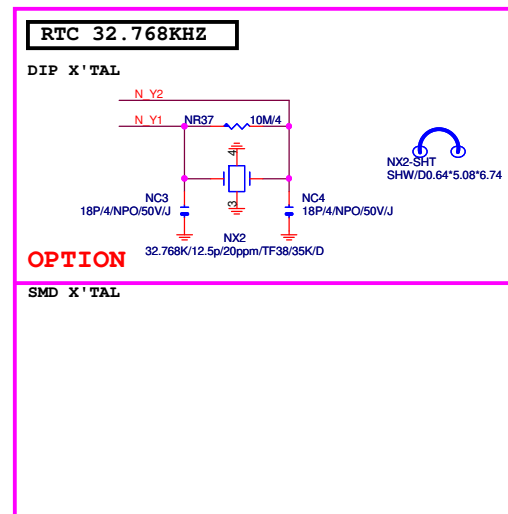 RTC 32.768KHZ
DIP X'TAL
N_Y2
N_Y1
NR37
10M/4
4
3
NX2-SHT
SHW/D0.64*5.08*6.74
NC3
18P/4/NPO/50V/J
NC4
18P/4/NPO/50V/J
NX2
32.768K/12.5p/20ppm/TF38/35K/D
OPTION
SMD X'TAL